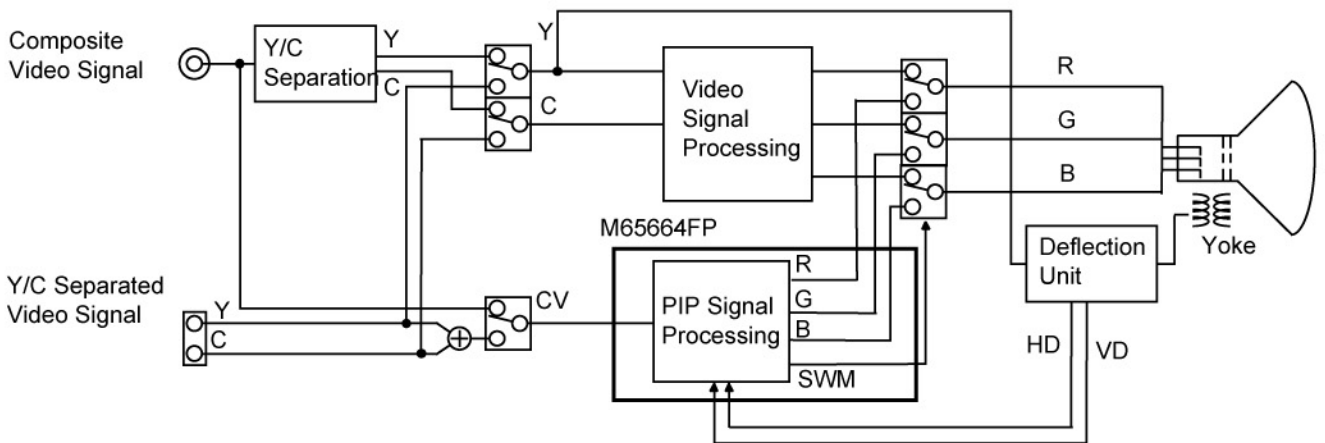 Composite
Video Signal
Y/C
Separation
Y
C
Y
C
Video
Signal
Processing
R
G
B
M65664FP
Y/C Separated
Video Signal
Y
C
CV
PIP Signal
Processing
R
G
B
SWM
Deflection
Unit
Yoke
HD
VD